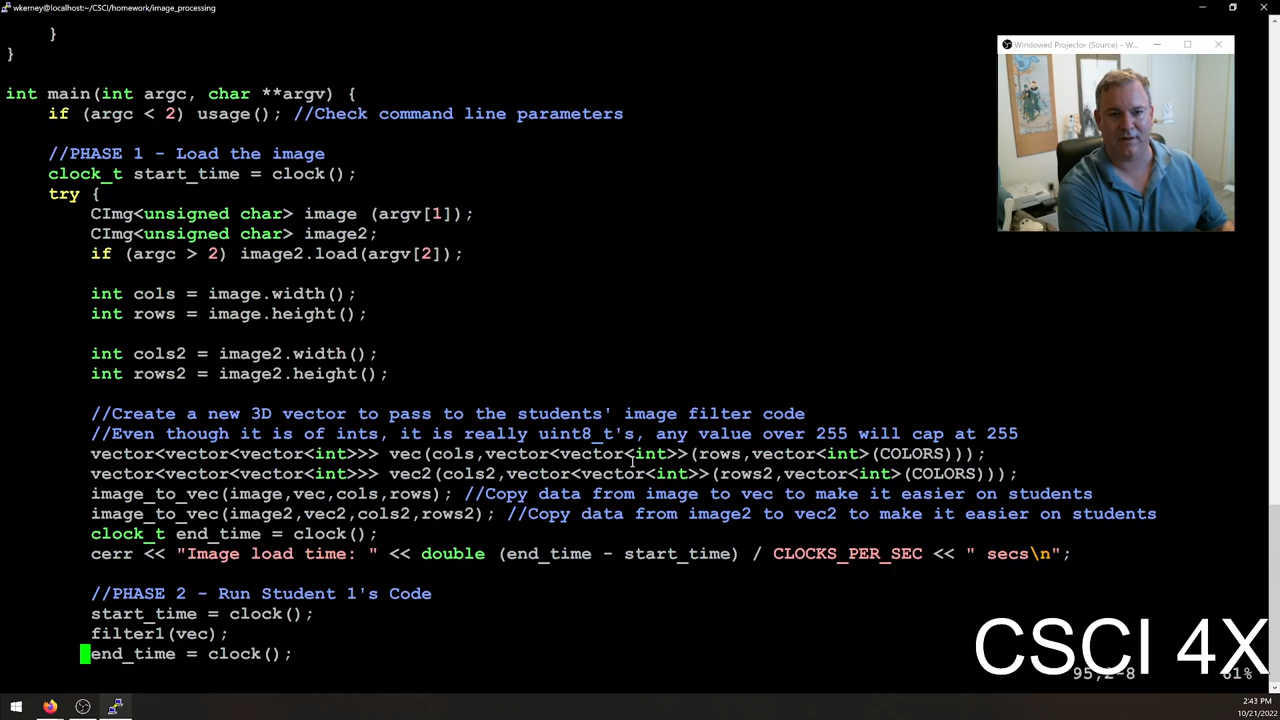 wkerney@localhost:~/CSCI/homework/image_processing
}
}
Windowed Projector (Source) - W...
int main(int argc, char **argv) {
if (argc < 2) usage(); //Check command line parameters
//PHASE 1 - Load the image
clock_t start_time = clock();
try {
CImg<unsigned char> image (argv[1]);
CImg<unsigned char> image2;
if (argc > 2) image2.load(argv[2]);
int cols = image.width();
int rows = image.height();
int cols2 = image2.width();
int rows2 = image2.height();
//Create a new 3D vector to pass to the students' image filter code
//Even though it is of ints, it is really uint8_t's, any value over 255 will cap at 255
vector<vector<vector<int>>> vec(cols,vector<vector<int>>(rows,vector<int>(COLORS)));
vector<vector<vector<int>>> vec2(cols2,vector<vector<int>>(rows2,vector<int>(COLORS)));
image_to_vec(image,vec,cols,rows); //Copy data from image to vec to make it easier on students
image_to_vec(image2,vec2,cols2,rows2); //Copy data from image2 to vec2 to make it easier on students
clock_t end_time = clock();
cerr << "Image load time: " << double (end_time - start_time) / CLOCKS_PER_SEC << " secs\n";
//PHASE 2 - Run Student 1's Code
start_time = clock();
filter1(vec);
end_time = clock();
CSCI 4X
95,2-8 61%
2:43 PM
10/21/2022